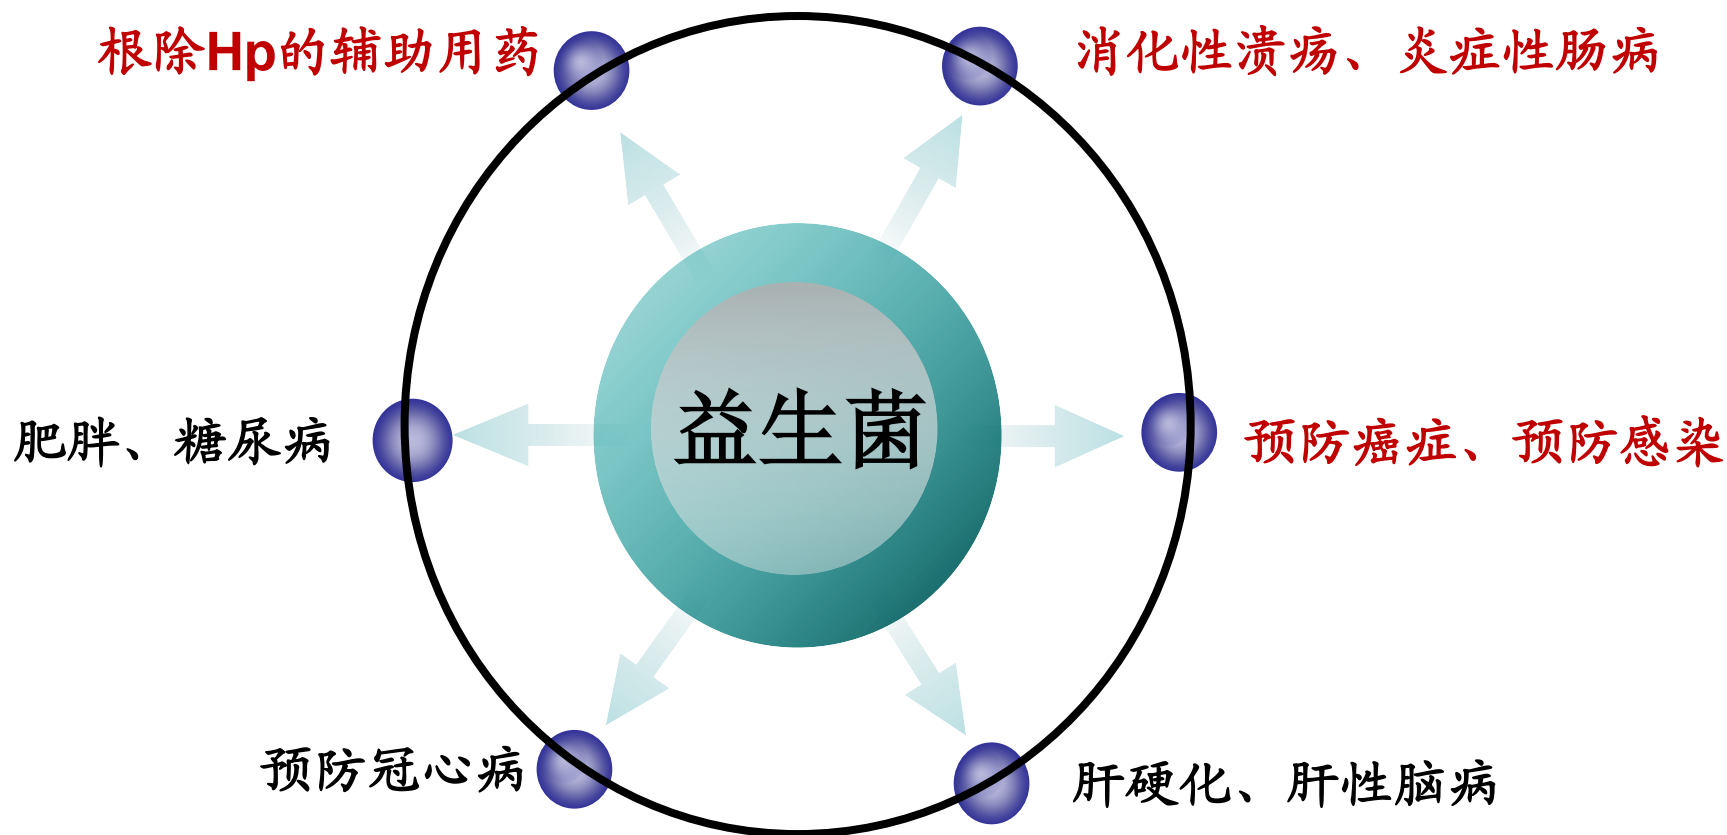 根除Hp的辅助用药
消化性溃疡、炎症性肠病
益生菌
肥胖、糖尿病
预防癌症、预防感染
预防冠心病
肝硬化、肝性脑病